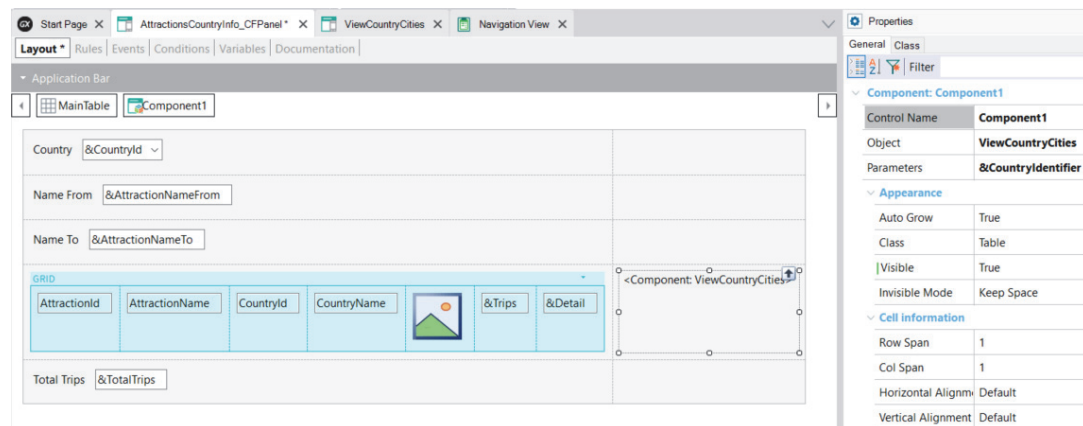 GX Start Page X AttractionsCountryInfo_CFPanel * X ViewCountryCities X Navigation View X
Layout * Rules Events Conditions Variables Documentation
Application Bar
MainTable Component1
Country &CountryId
Name From &AttractionNameFrom
Name To &AttractionNameTo
GRID
AttractionId AttractionName CountryId CountryName &Trips &Detail
<Component: ViewCountryCities>
Total Trips &TotalTrips
Properties
General Class
Filter
Component: Component1
Control Name Component1
Object ViewCountryCities
Parameters &CountryIdentifier
Appearance
Auto Grow True
Class Table
Visible True
Invisible Mode Keep Space
Cell information
Row Span 1
Col Span 1
Horizontal Alignm Default
Vertical Alignment Default